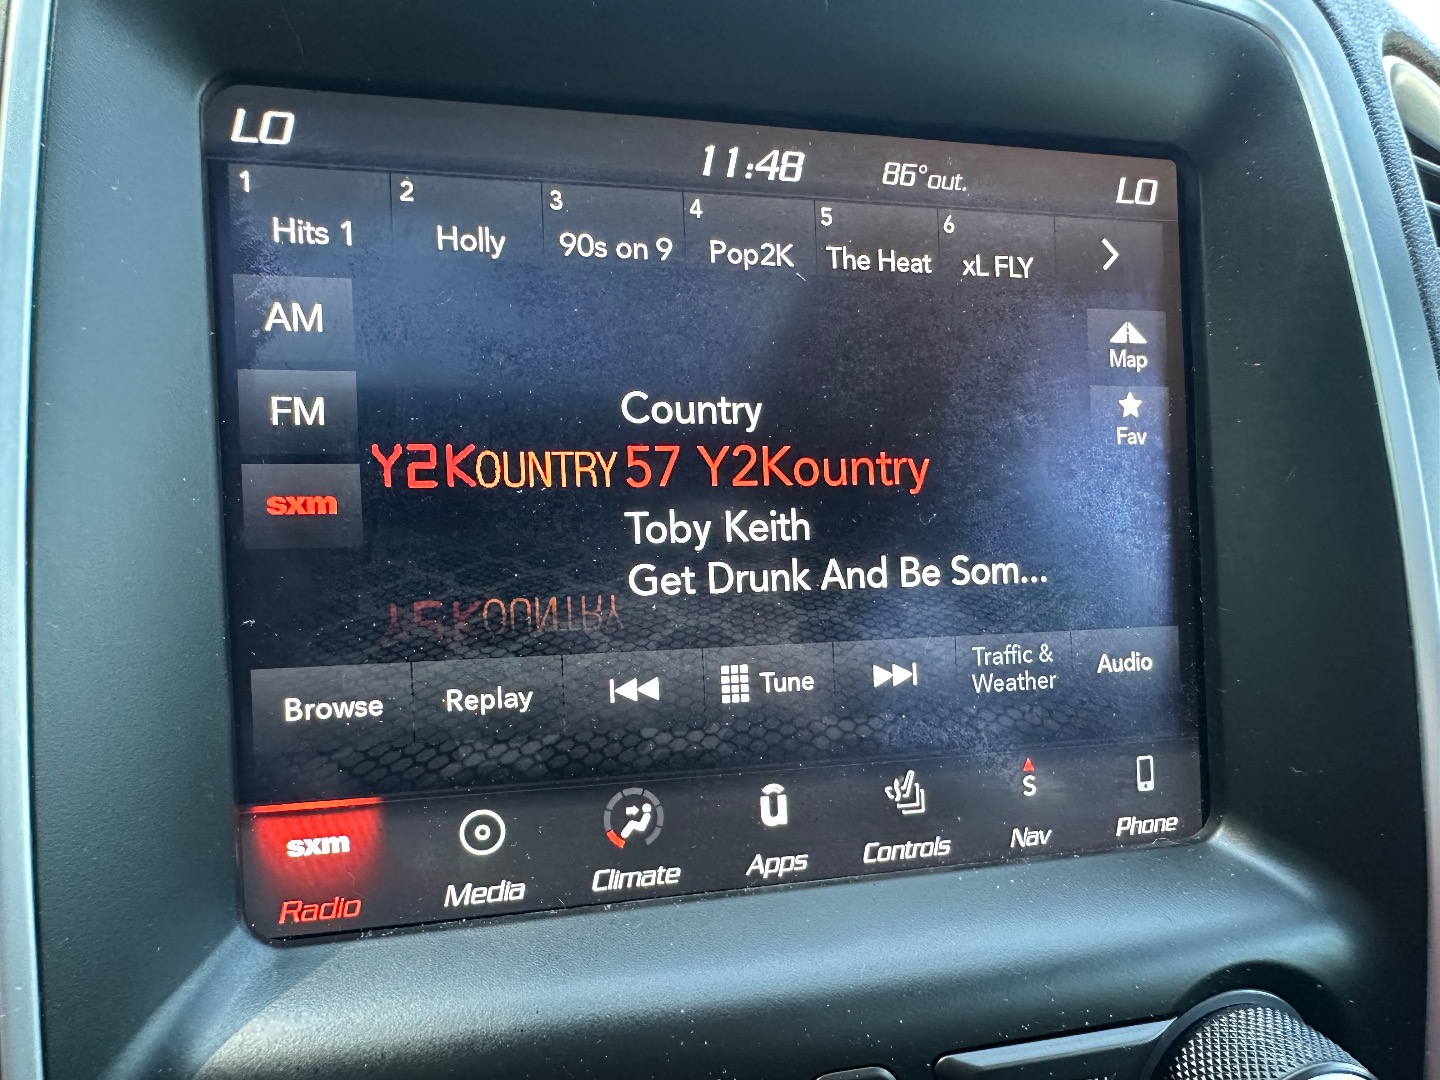 LO 11:48 86°out. LO
1 2 3 4 5 6
Hits 1 Holly 90s on 9 Pop2K The Heat xL FLY
AM
Map
FM
Fav
sxm
Country
Y2KOUNTRY 57 Y2Kountry
Toby Keith
Get Drunk And Be Som...
Y2KOUNTRY
Browse Replay Tune Traffic &
Weather Audio
sxm
Radio Media Climate Apps Controls S
Nav Phone